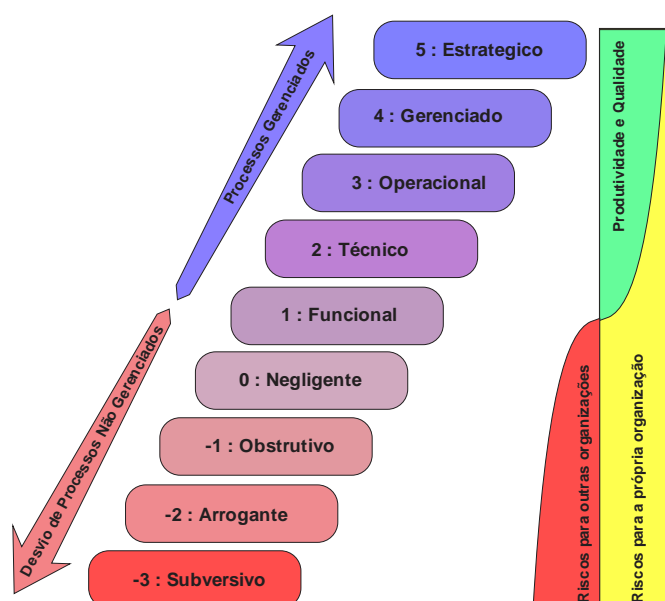 5 : Estrategico
4 : Gerenciado
3 : Operacional
2 : Técnico
1 : Funcional
0 : Negligente
-1 : Obstrutivo
-2 : Arrogante
-3 : Subversivo
Processos Gerenciados
Desvio de Processos Não Gerenciados
Produtividade e Qualidade
Riscos para outras organizações
Riscos para a própria organização